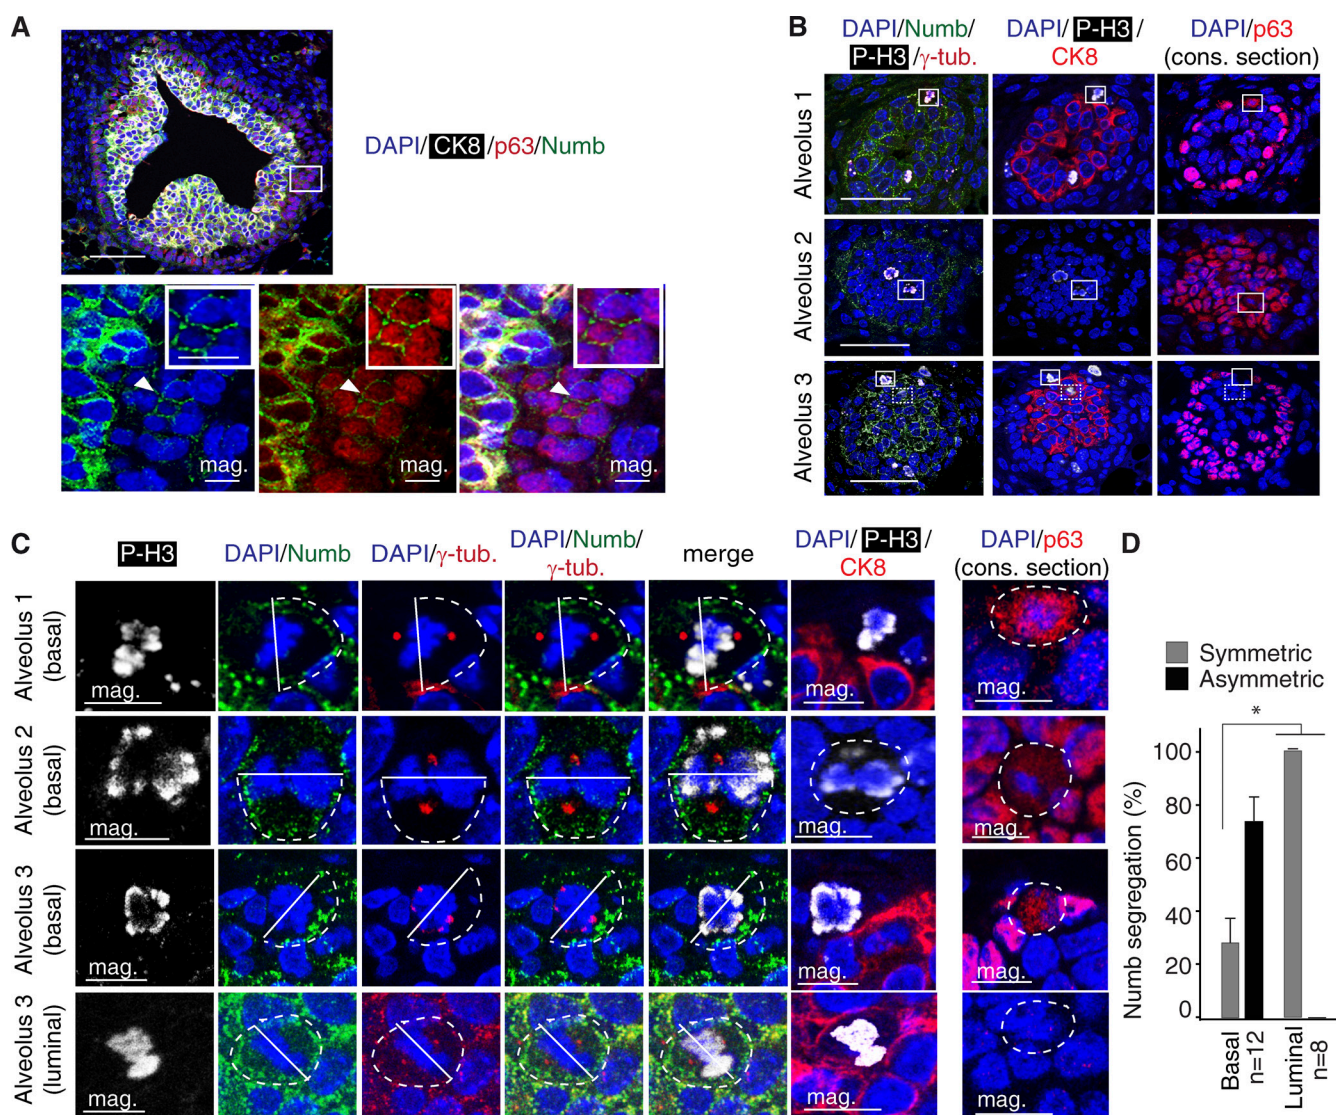 A
DAPI/CK8/p63/Numb
mag.
mag.
mag.
B
DAPI/Numb/
P-H3/γ-tub.
DAPI/P-H3/
CK8
DAPI/p63
(cons. section)
Alveolus 1
Alveolus 2
Alveolus 3
C
P-H3
DAPI/Numb
DAPI/γ-tub.
DAPI/Numb/
γ-tub.
merge
DAPI/P-H3/
CK8
DAPI/p63
(cons. section)
Alveolus 1
(basal)
mag.
mag.
mag.
Alveolus 2
(basal)
mag.
mag.
mag.
Alveolus 3
(basal)
mag.
mag.
mag.
Alveolus 3
(luminal)
mag.
mag.
mag.
D
Symmetric
Asymmetric
*
Numb segregation (%)
100
80
60
40
20
0
Basal
n=12
Luminal
n=8